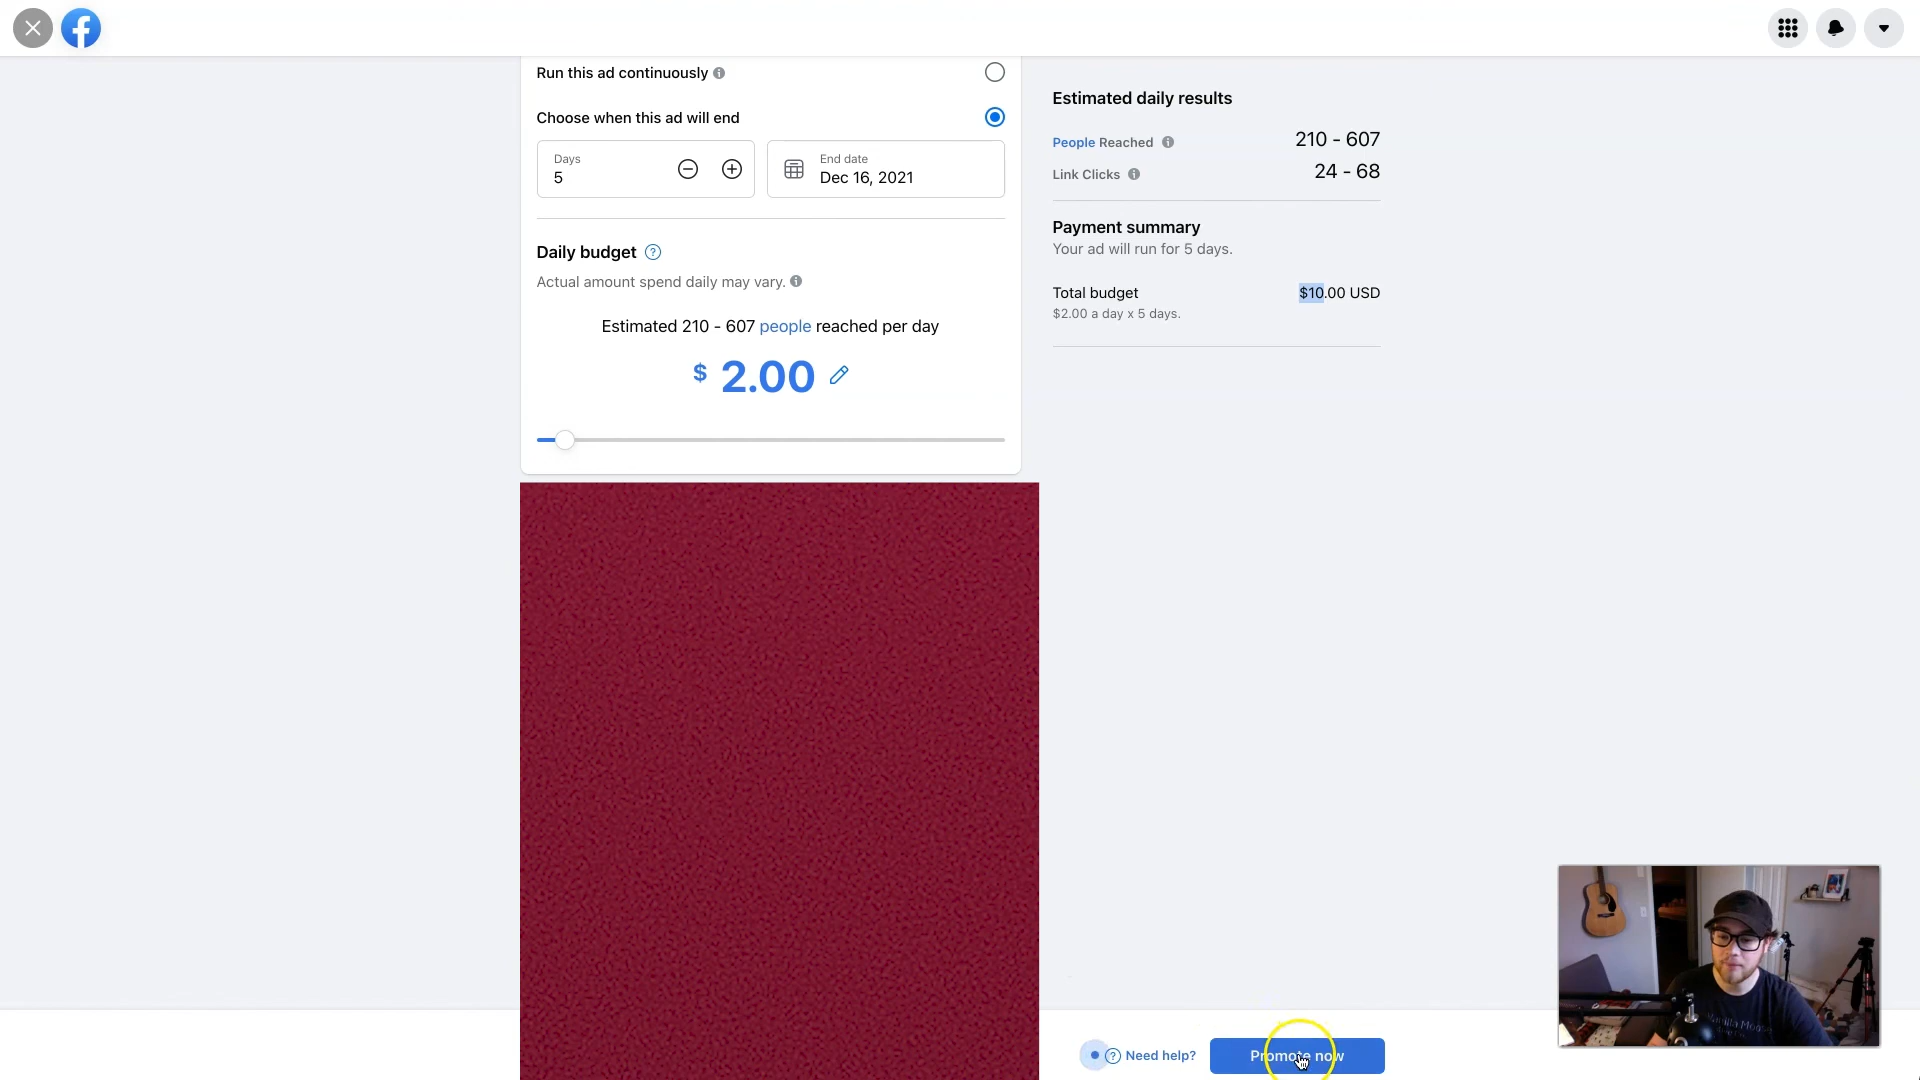 Run this ad continuously
Choose when this ad will end
Days
5
End date
Dec 16, 2021
Daily budget
Actual amount spend daily may vary.
Estimated 210 - 607 people reached per day
$ 2.00
Estimated daily results
People Reached 210 - 607
Link Clicks 24 - 68
Payment summary
Your ad will run for 5 days.
Total budget $10.00 USD
$2.00 a day x 5 days.
Need help?
Promote now